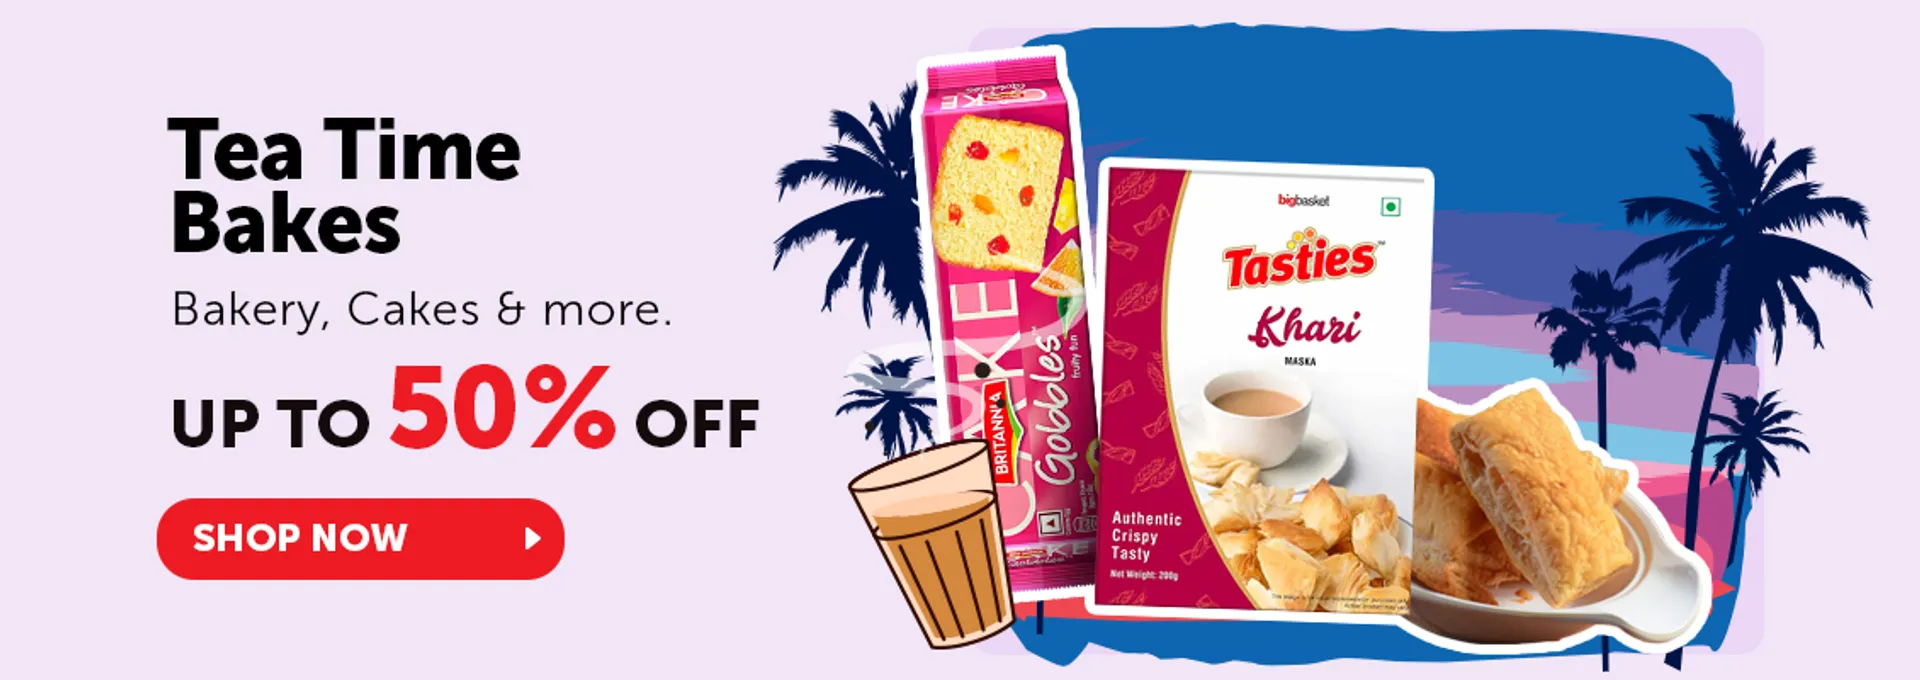 Tea Time
Bakes
Bakery, Cakes & more.
UP TO 50% OFF
SHOP NOW
CAKE
BRITANNIA
Gobbles
fruity fun
bigbasket
Tasties
Khari
MASKA
Authentic
Crispy
Tasty
Net Weight: 200g